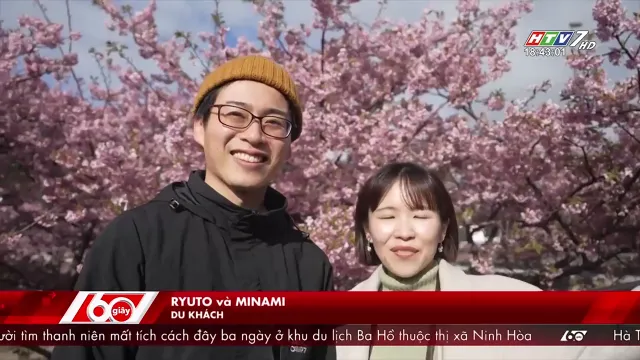 HTV7 HD
18:43:01
60 giây
RYUTO và MINAMI
DU KHÁCH
ười tìm thanh niên mất tích cách đây ba ngày ở khu du lịch Ba Hồ thuộc thị xã Ninh Hòa 60 Hà T